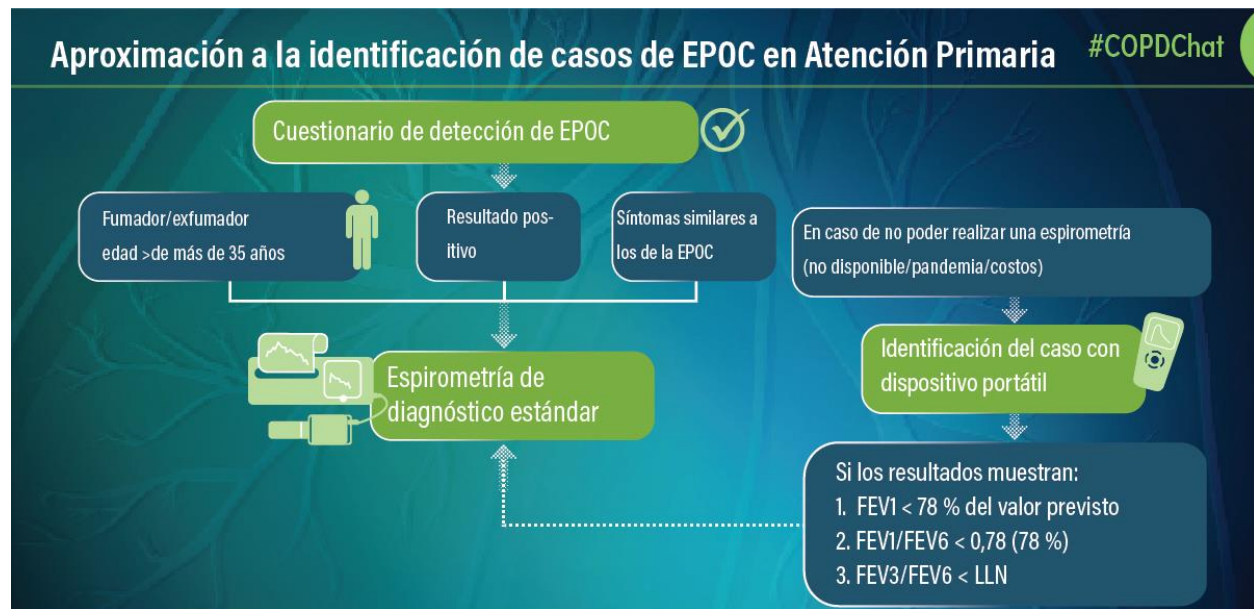 Aproximación a la identificación de casos de EPOC en Atención Primaria
#COPDChat
Cuestionario de detección de EPOC
Fumador/exfumador
edad >de más de 35 años
Resultado pos-
itivo
Síntomas similares a
los de la EPOC
En caso de no poder realizar una espirometría
(no disponible/pandemia/costos)
Espirometría de
diagnóstico estándar
Identificación del caso con
dispositivo portátil
Si los resultados muestran:
1. FEV1 < 78 % del valor previsto
2. FEV1/FEV6 < 0,78 (78 %)
3. FEV3/FEV6 < LLN